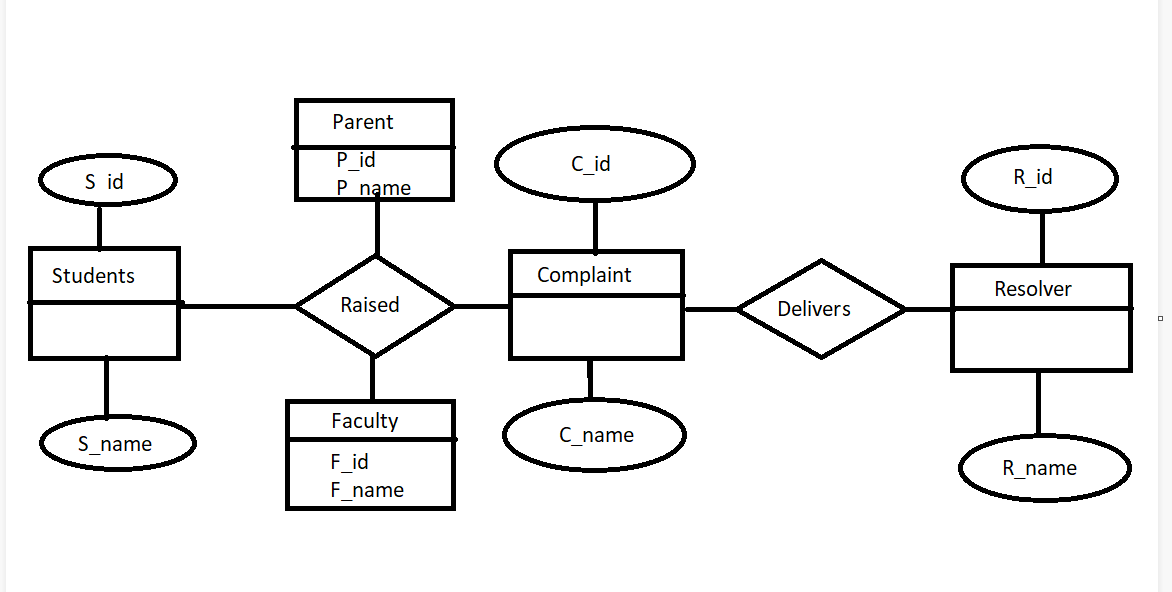 Parent
P_id
P_name
S_id
Students
S_name
Raised
Faculty
F_id
F_name
C_id
Complaint
C_name
Delivers
R_id
Resolver
R_name